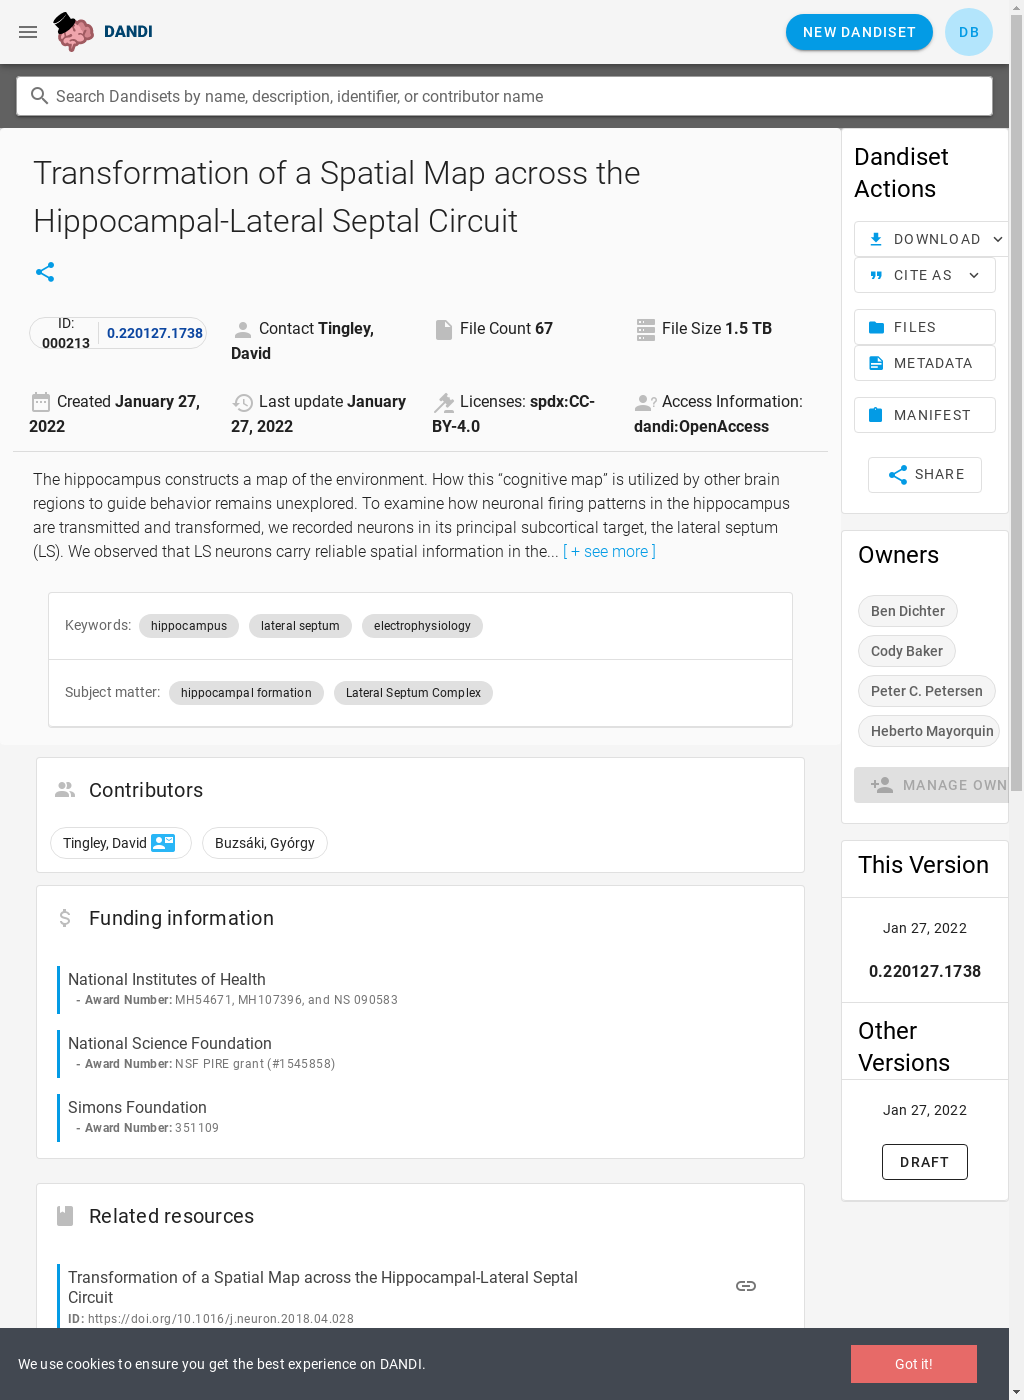 DANDI
NEW DANDISET
DB
Search Dandisets by name, description, identifier, or contributor name
Transformation of a Spatial Map across the
Hippocampal-Lateral Septal Circuit
ID:
000213
0.220127.1738
Contact Tingley,
David
File Count 67
File Size 1.5 TB
Created January 27,
2022
Last update January
27, 2022
Licenses: spdx:CC-
BY-4.0
Access Information:
dandi:OpenAccess
The hippocampus constructs a map of the environment. How this “cognitive map” is utilized by other brain
regions to guide behavior remains unexplored. To examine how neuronal firing patterns in the hippocampus
are transmitted and transformed, we recorded neurons in its principal subcortical target, the lateral septum
(LS). We observed that LS neurons carry reliable spatial information in the... [ + see more ]
Keywords: hippocampus lateral septum electrophysiology
Subject matter: hippocampal formation Lateral Septum Complex
Contributors
Tingley, David
Buzsáki, Gyórgy
Funding information
National Institutes of Health
- Award Number: MH54671, MH107396, and NS 090583
National Science Foundation
- Award Number: NSF PIRE grant (#1545858)
Simons Foundation
- Award Number: 351109
Related resources
Transformation of a Spatial Map across the Hippocampal-Lateral Septal
Circuit
ID: https://doi.org/10.1016/j.neuron.2018.04.028
Dandiset
Actions
DOWNLOAD
CITE AS
FILES
METADATA
MANIFEST
SHARE
Owners
Ben Dichter
Cody Baker
Peter C. Petersen
Heberto Mayorquin
MANAGE OWN
This Version
Jan 27, 2022
0.220127.1738
Other
Versions
Jan 27, 2022
DRAFT
We use cookies to ensure you get the best experience on DANDI.
Got it!